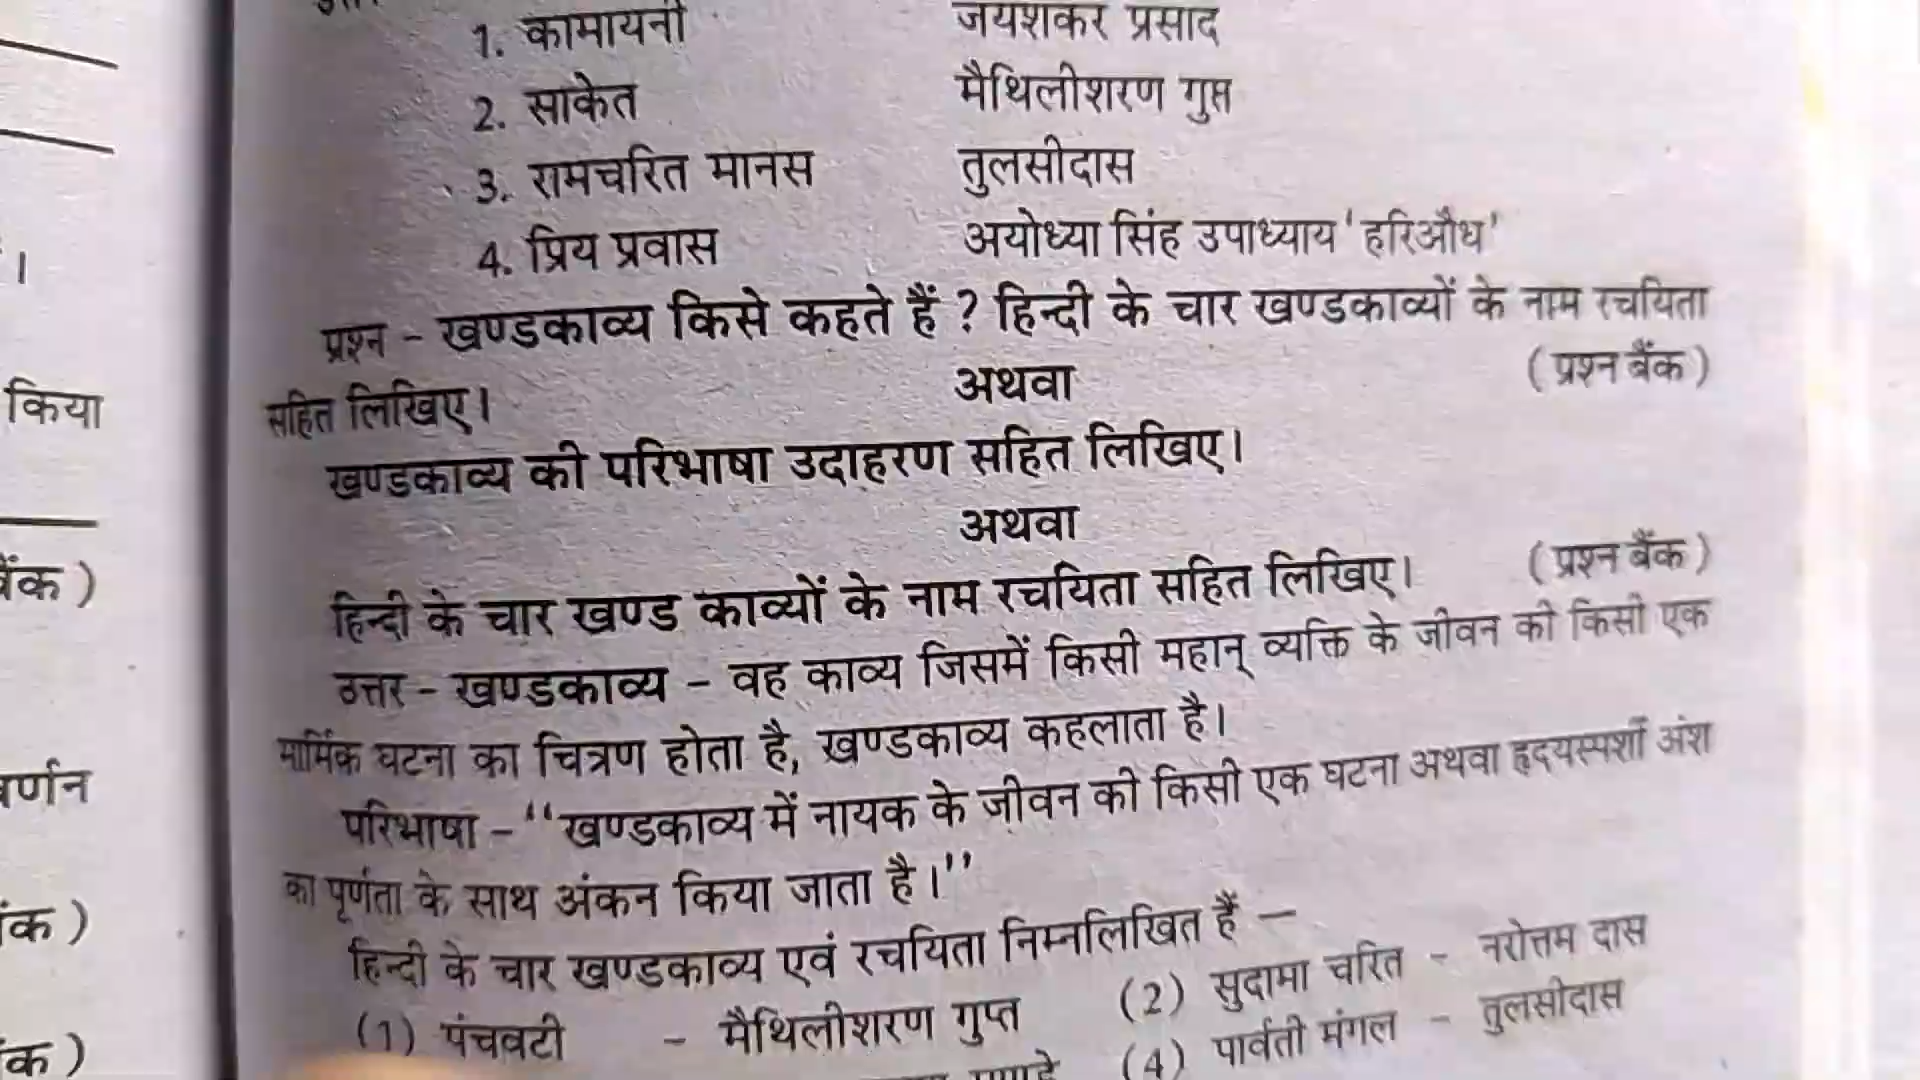 1. कामायनी जयशंकर प्रसाद
2. साकेत मैथिलीशरण गुप्त
3. रामचरित मानस तुलसीदास
4. प्रिय प्रवास अयोध्या सिंह उपाध्याय 'हरिऔध'
प्रश्न - खण्डकाव्य किसे कहते हैं ? हिन्दी के चार खण्डकाव्यों के नाम रचयिता
सहित लिखिए। (प्रश्न बैंक)
अथवा
खण्डकाव्य की परिभाषा उदाहरण सहित लिखिए।
अथवा
हिन्दी के चार खण्ड काव्यों के नाम रचयिता सहित लिखिए। (प्रश्न बैंक)
उत्तर - खण्डकाव्य - वह काव्य जिसमें किसी महान् व्यक्ति के जीवन की किसी एक
मार्मिक घटना का चित्रण होता है, खण्डकाव्य कहलाता है।
परिभाषा - ‘‘खण्डकाव्य में नायक के जीवन की किसी एक घटना अथवा हृदयस्पर्शी अंश
का पूर्णता के साथ अंकन किया जाता है।’’
हिन्दी के चार खण्डकाव्य एवं रचयिता निम्नलिखित हैं —
(1) पंचवटी - मैथिलीशरण गुप्त (2) सुदामा चरित - नरोत्तम दास
(4) पार्वती मंगल - तुलसीदास
।
किया